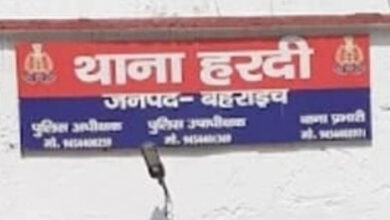 थाना हरदी
जनपद- बहराइच
पुलिस अधीक्षक पुलिस उपाधीक्षक थाना प्रभारी
मो. मो. मो.